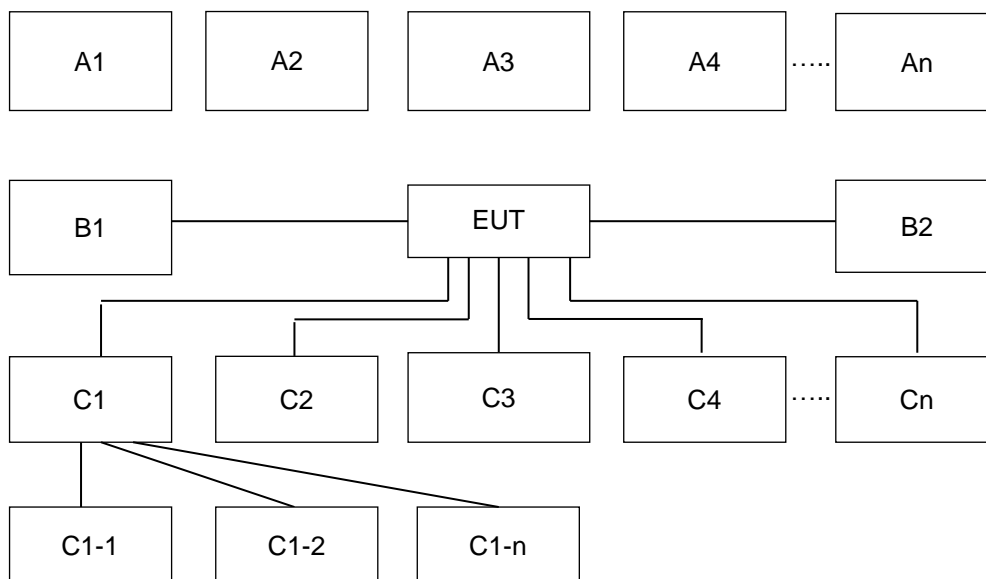 A1 A2 A3 A4 ..... An
B1 EUT B2
C1 C2 C3 C4 ..... Cn
C1-1 C1-2 C1-n